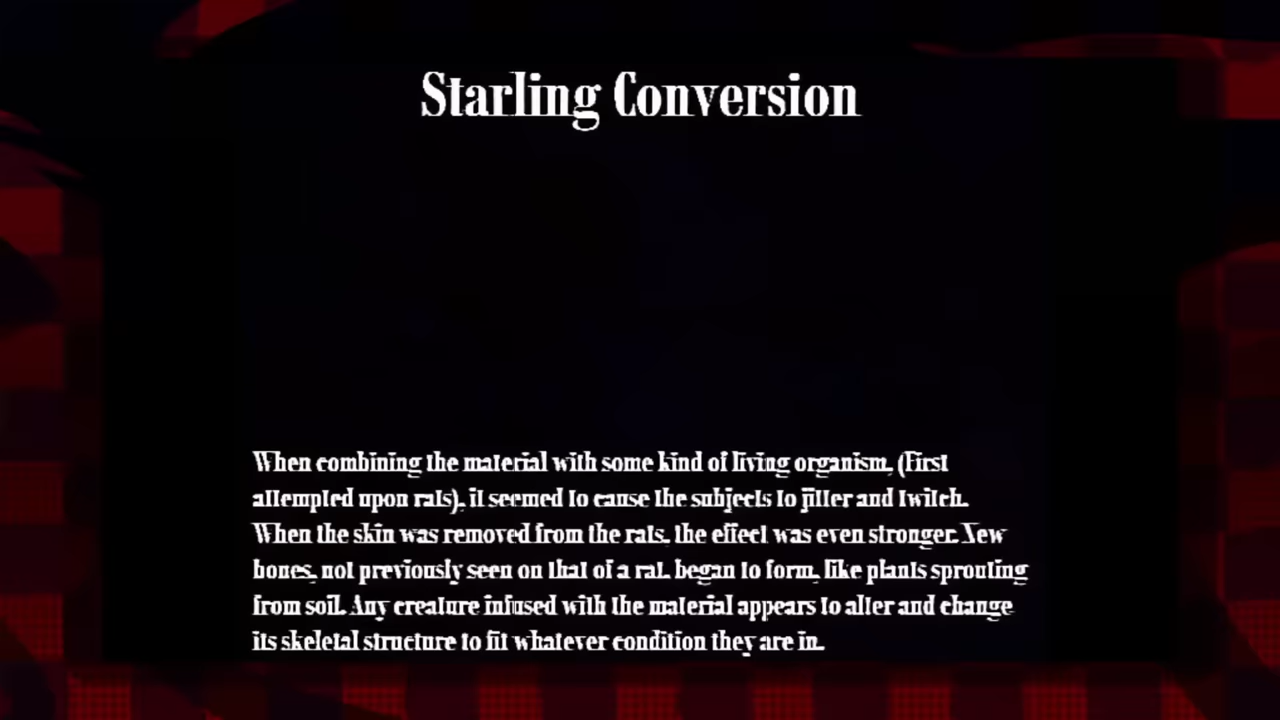 Starling Conversion
When combining the material with some kind of living organism, (First
attempted upon rats), it seemed to cause the subjects to jitter and twitch.
When the skin was removed from the rats, the effect was even stronger. New
bones, not previously seen on that of a rat, began to form, like plants sprouting
from soil. Any creature infused with the material appears to alter and change
its skeletal structure to fit whatever condition they are in.